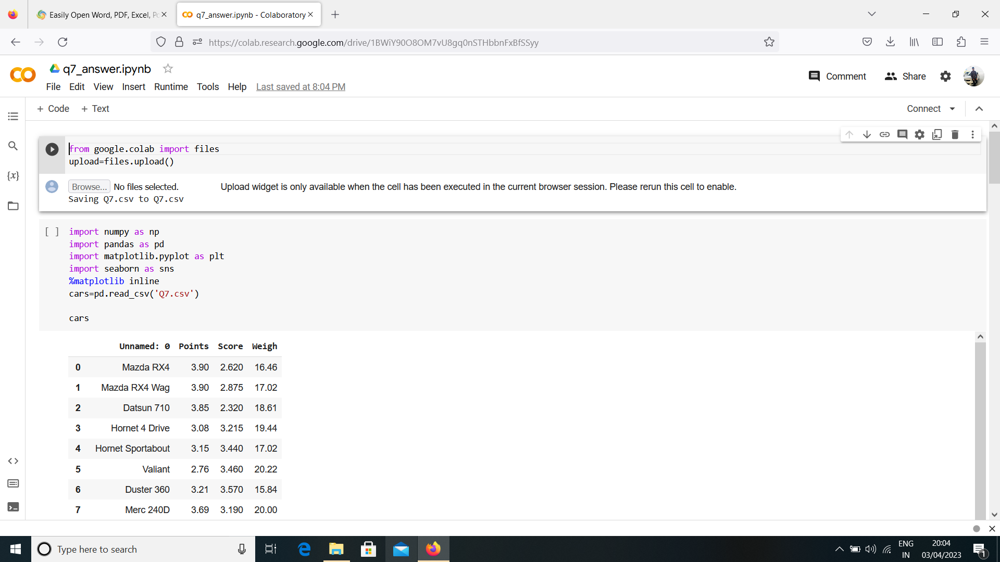 Easily Open Word, PDF, Excel, Po
q7_answer.ipynb - Colaboratory
https://colab.research.google.com/drive/1BWiY90O8OM7vU8gq0nSTHbbnFxBfSSyy
q7_answer.ipynb
File Edit View Insert Runtime Tools Help Last saved at 8:04 PM
Comment Share
+ Code + Text
Connect
from google.colab import files
upload=files.upload()
Browse... No files selected. Upload widget is only available when the cell has been executed in the current browser session. Please rerun this cell to enable.
Saving Q7.csv to Q7.csv
[ ] import numpy as np
import pandas as pd
import matplotlib.pyplot as plt
import seaborn as sns
%matplotlib inline
cars=pd.read_csv('Q7.csv')
cars
Unnamed: 0 Points Score Weigh
0 Mazda RX4 3.90 2.620 16.46
1 Mazda RX4 Wag 3.90 2.875 17.02
2 Datsun 710 3.85 2.320 18.61
3 Hornet 4 Drive 3.08 3.215 19.44
4 Hornet Sportabout 3.15 3.440 17.02
5 Valiant 2.76 3.460 20.22
6 Duster 360 3.21 3.570 15.84
7 Merc 240D 3.69 3.190 20.00
Type here to search
ENG
IN
20:04
03/04/2023
1